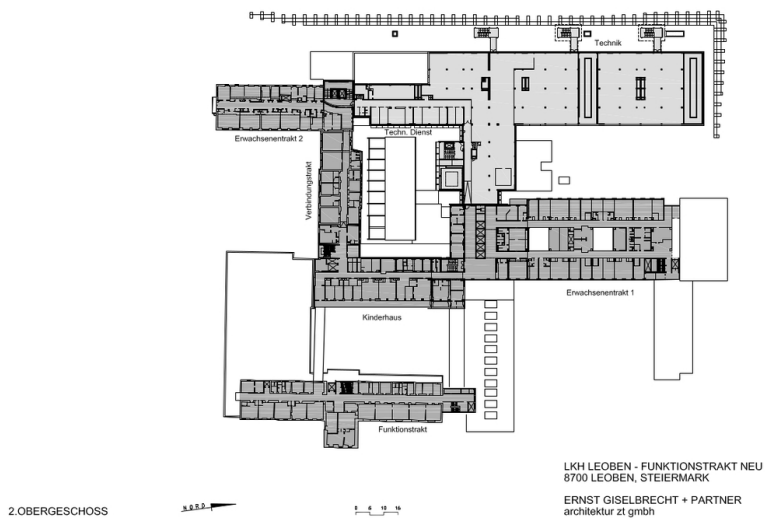 Technik
Techn. Dienst
Erwachsenentrakt 2
Verbindungstrakt
Erwachsenentrakt 1
Kinderhaus
Funktionstrakt
LKH LEOBEN - FUNKTIONSTRAKT NEU
8700 LEOBEN, STEIERMARK
ERNST GISELBRECHT + PARTNER
architektur zt gmbh
2.OBERGESCHOSS
NORD